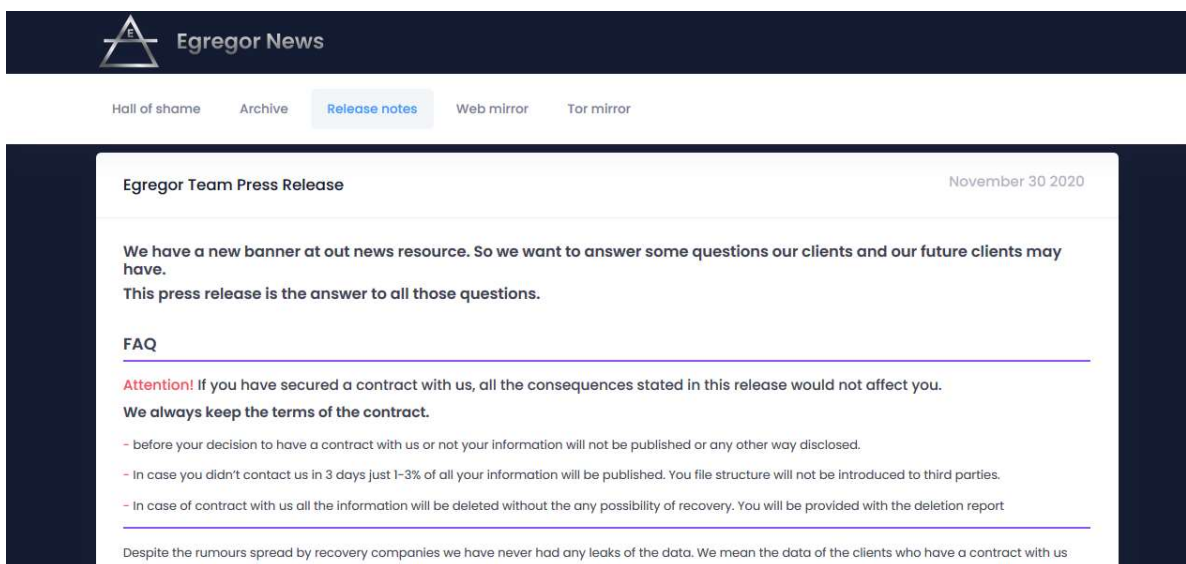 E
Egregor News
Hall of shame Archive Release notes Web mirror Tor mirror
Egregor Team Press Release November 30 2020
We have a new banner at out news resource. So we want to answer some questions our clients and our future clients may
have.
This press release is the answer to all those questions.
FAQ
Attention! If you have secured a contract with us, all the consequences stated in this release would not affect you.
We always keep the terms of the contract.
- before your decision to have a contract with us or not your information will not be published or any other way disclosed.
- In case you didn't contact us in 3 days just 1-3% of all your information will be published. You file structure will not be introduced to third parties.
- In case of contract with us all the information will be deleted without the any possibility of recovery. You will be provided with the deletion report
Despite the rumours spread by recovery companies we have never had any leaks of the data. We mean the data of the clients who have a contract with us